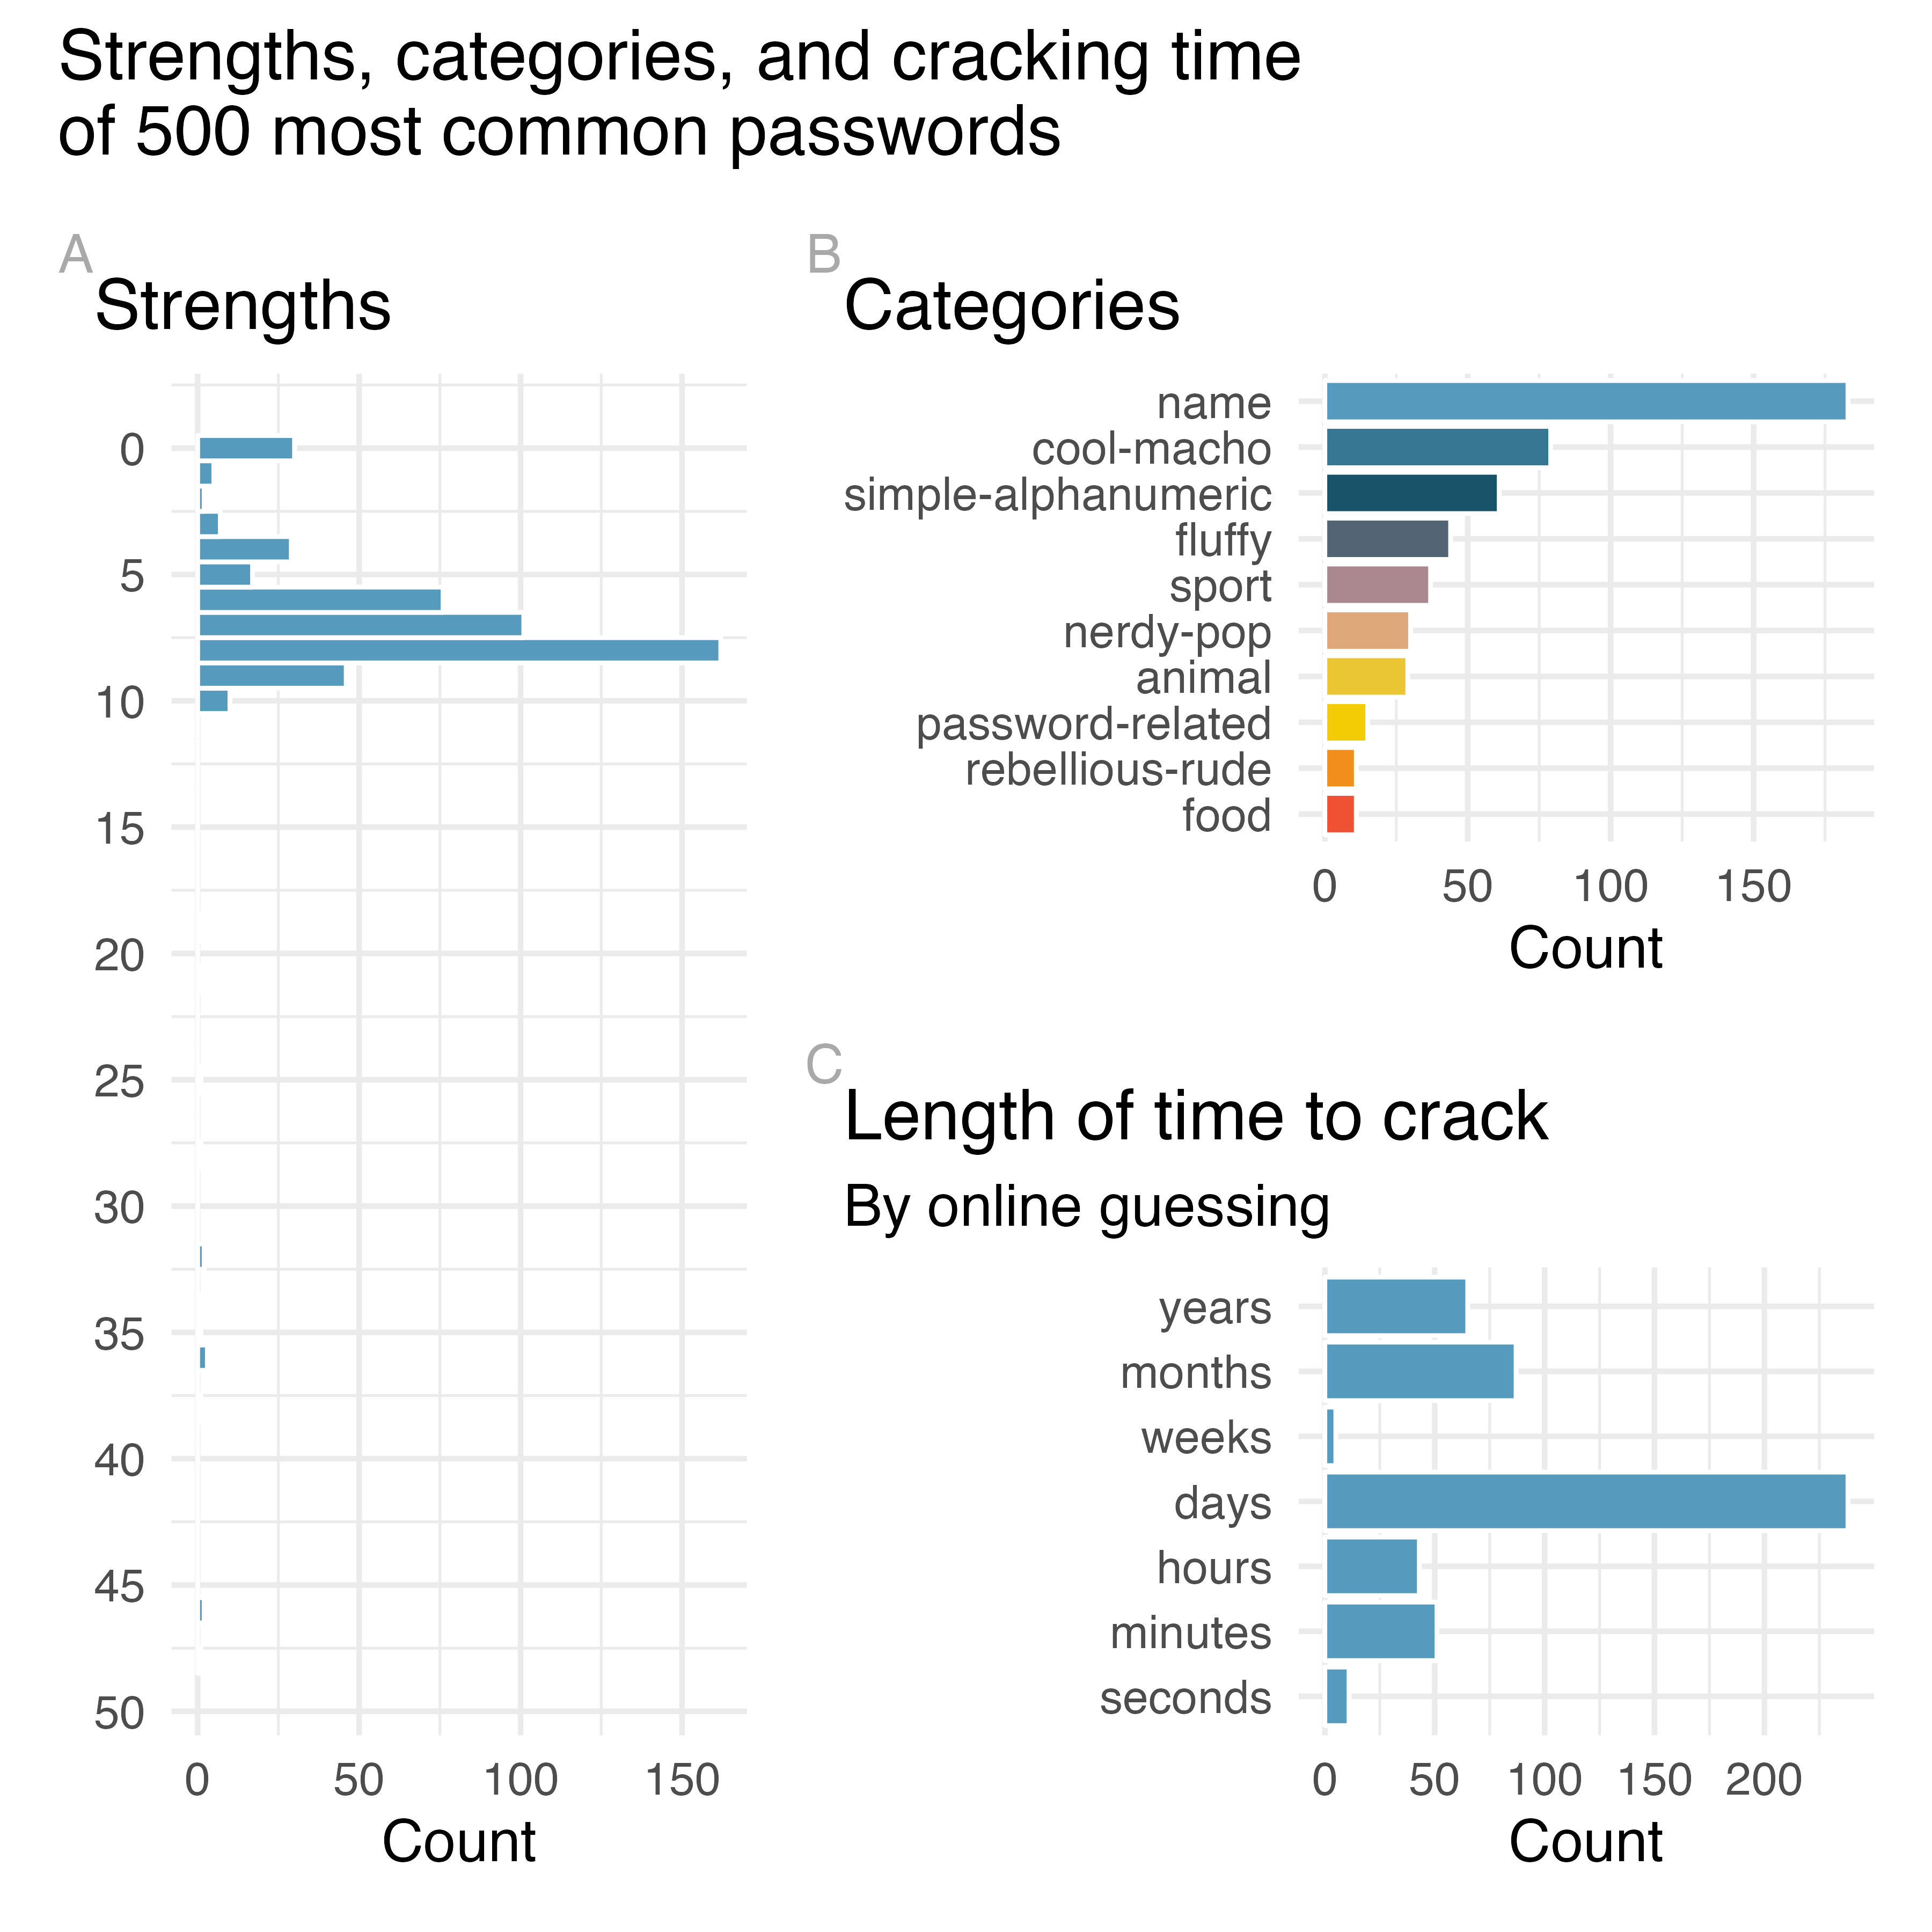 Strengths, categories, and cracking time
of 500 most common passwords
A
Strengths
0
5
10
15
20
25
30
35
40
45
50
0 50 100 150
Count
B
Categories
name
cool-macho
simple-alphanumeric
fluffy
sport
nerdy-pop
animal
password-related
rebellious-rude
food
0 50 100 150
Count
C
Length of time to crack
By online guessing
years
months
weeks
days
hours
minutes
seconds
0 50 100 150 200
Count